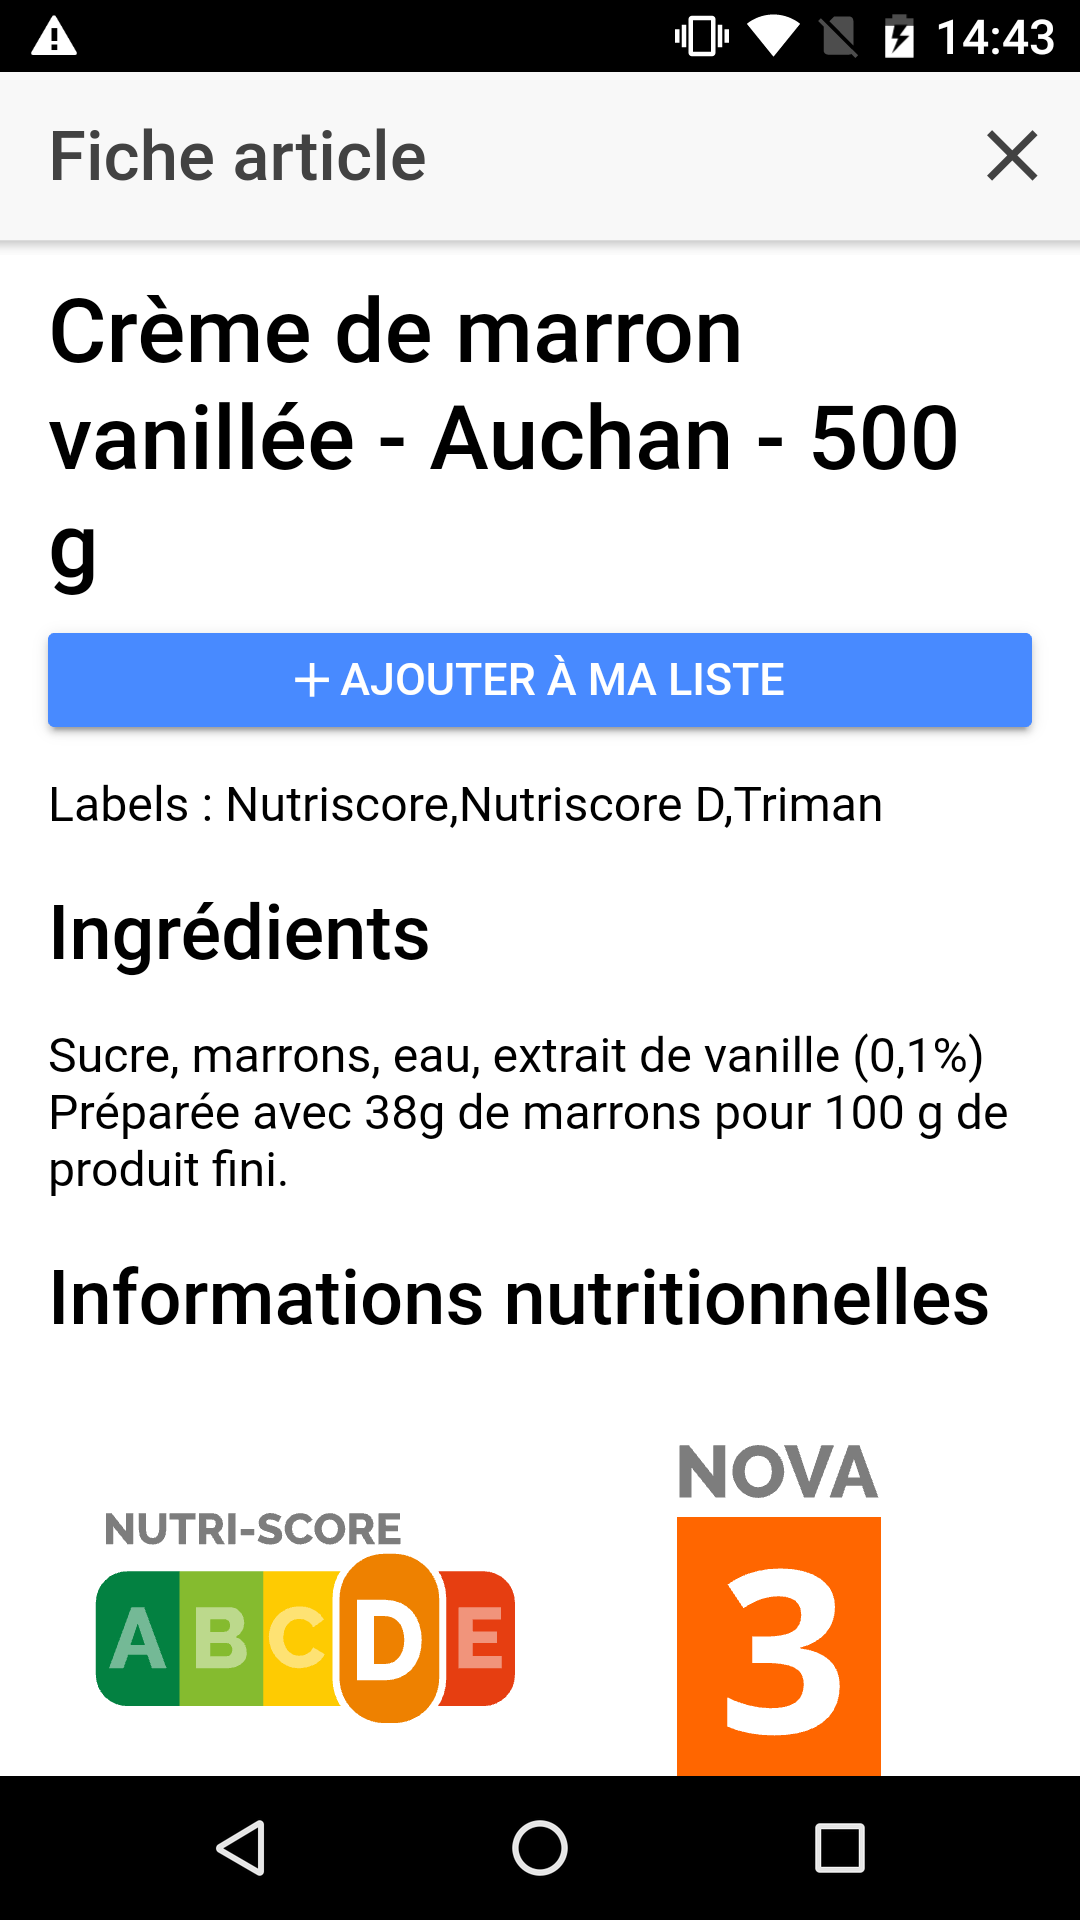 14:43
Fiche article
Crème de marron
vanillée - Auchan - 500
g
AJOUTER À MA LISTE
Labels : Nutriscore,Nutriscore D,Triman
Ingrédients
Sucre, marrons, eau, extrait de vanille (0,1%)
Préparée avec 38g de marrons pour 100 g de
produit fini.
Informations nutritionnelles
NOVA
3
NUTRI-SCORE
A B C D E